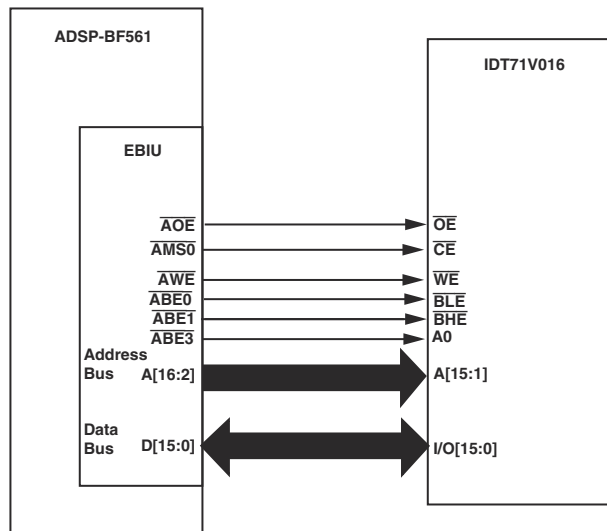 ADSP-BF561
IDT71V016
EBIU
AOE OE
AMS0 CE
AWE WE
ABE0 BLE
ABE1 BHE
ABE3 A0
Address
Bus A[16:2] A[15:1]
Data
Bus D[15:0] I/O[15:0]